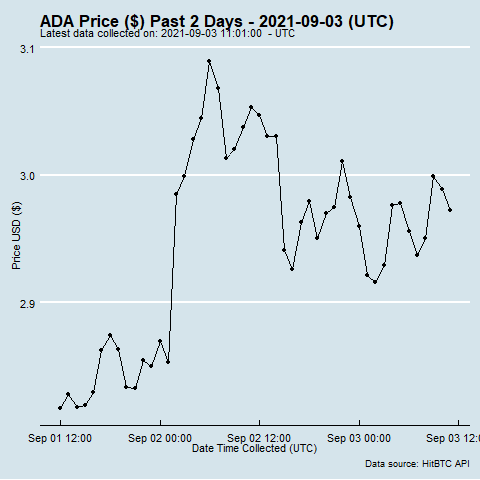 ADA Price ($) Past 2 Days - 2021-09-03 (UTC)
Latest data collected on: 2021-09-03 11:01:00 - UTC
3.1
3.0
2.9
Price USD ($)
Sep 01 12:00 Sep 02 00:00 Sep 02 12:00 Sep 03 00:00 Sep 03 12:0
Date Time Collected (UTC)
Data source: HitBTC API